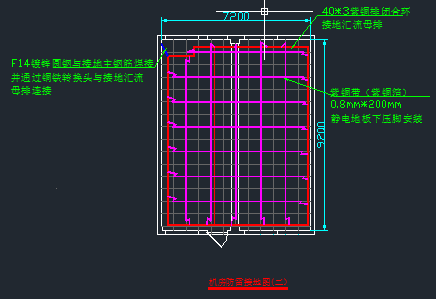 7200
40*3紫铜排闭合环
接地汇流母排
F14镀锌圆钢与接地主钢筋焊接
并通过铜铁转换头与接地汇流
母排连接
紫铜带（紫铜箔）
0.8mm*200mm
静电地板下压脚安装
9200
机房防雷接地图(二)